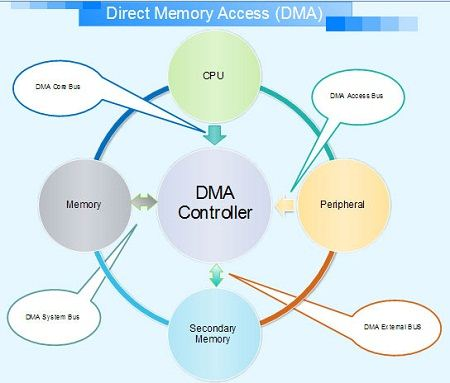 Direct Memory Access (DMA)
CPU
DMA Core Bus
DMA Access Bus
Memory
DMA
Controller
Peripheral
DMA System Bus
Secondary
Memory
DMA External BUS